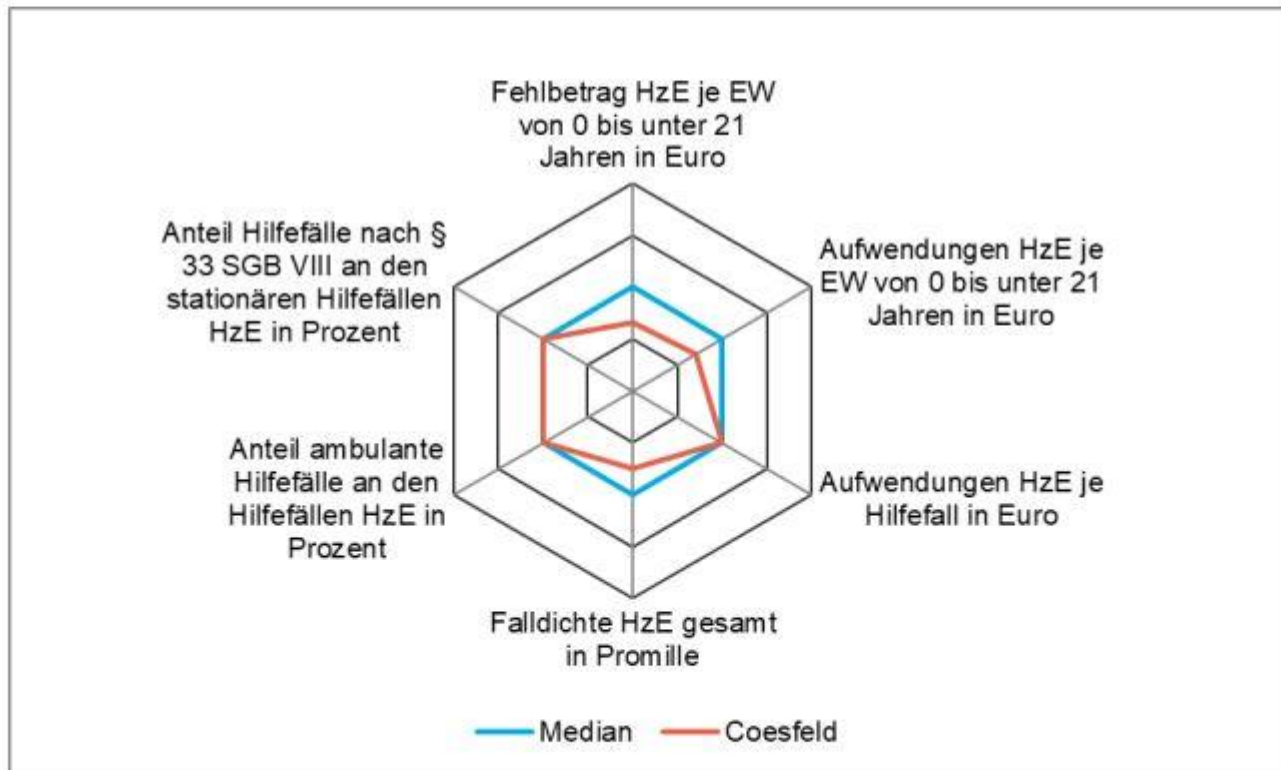 Fehlbetrag HzE je EW
von 0 bis unter 21
Jahren in Euro
Aufwendungen HzE je
EW von 0 bis unter 21
Jahren in Euro
Aufwendungen HzE je
Hilfefall in Euro
Falldichte HzE gesamt
in Promille
Anteil ambulante
Hilfefälle an den
Hilfefällen HzE in
Prozent
Anteil Hilfefälle nach §
33 SGB VIII an den
stationären Hilfefällen
HzE in Prozent
Median
Coesfeld